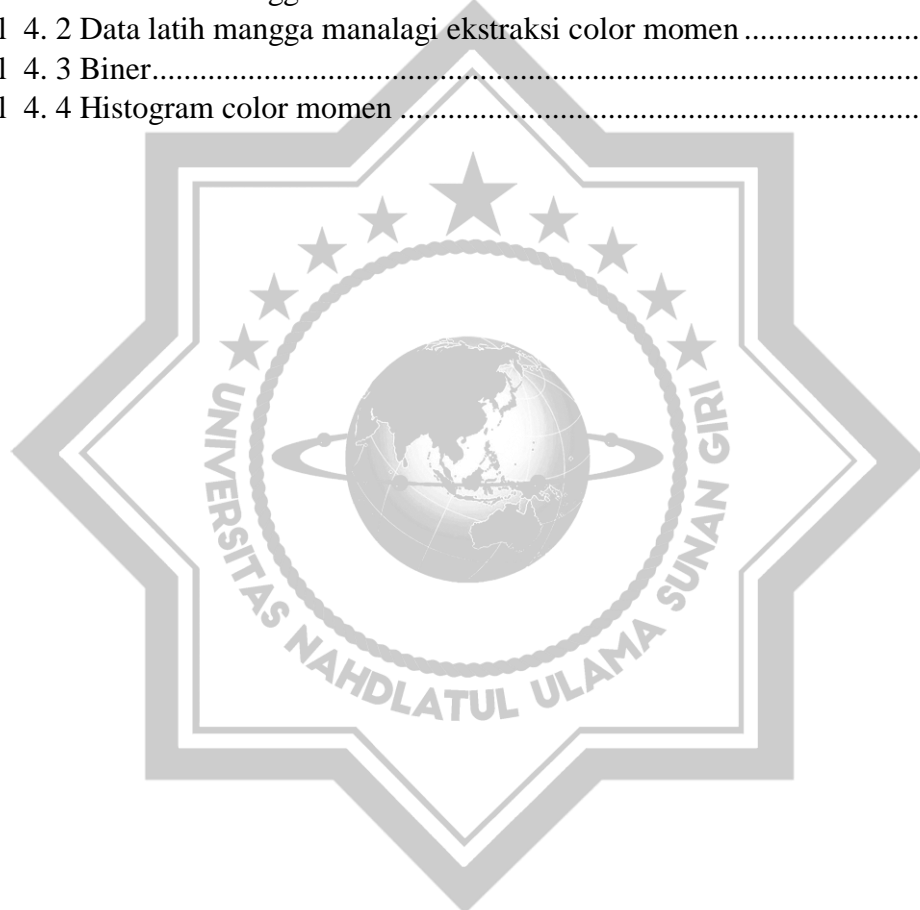 l 4. 2 Data latih mangga manalagi ekstraksi color momen ......................
l 4. 3 Biner....................................................................................................
l 4. 4 Histogram color momen ...................................................................
UNIVERSITAS NAHDLATUL ULAMA SUNAN GIRI